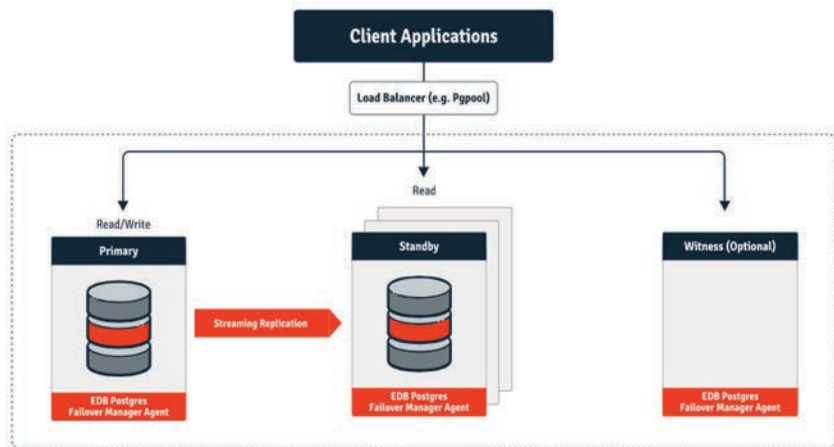 Client Applications
Load Balancer (e.g. Pgpool)
Read
Read/Write
Primary
Standby
Witness (Optional)
Streaming Replication
EDB Postgres
Failover Manager Agent
EDB Postgres
Failover Manager Agent
EDB Postgres
Failover Manager Agent